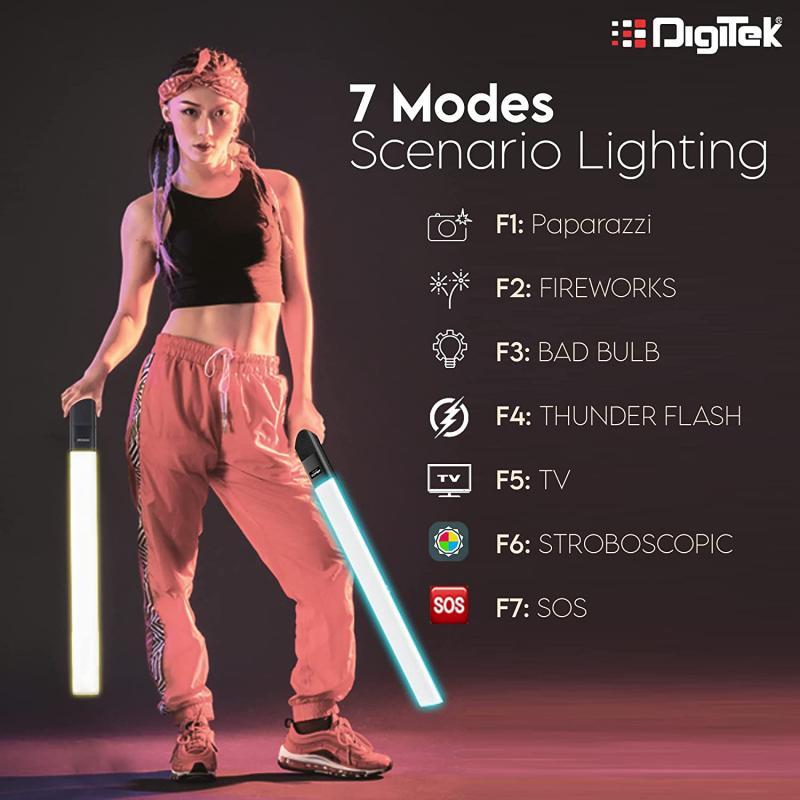 DigiTek®
7 Modes
Scenario Lighting
F1: Paparazzi
F2: FIREWORKS
F3: BAD BULB
F4: THUNDER FLASH
TV
F5: TV
F6: STROBOSCOPIC
SOS
F7: SOS